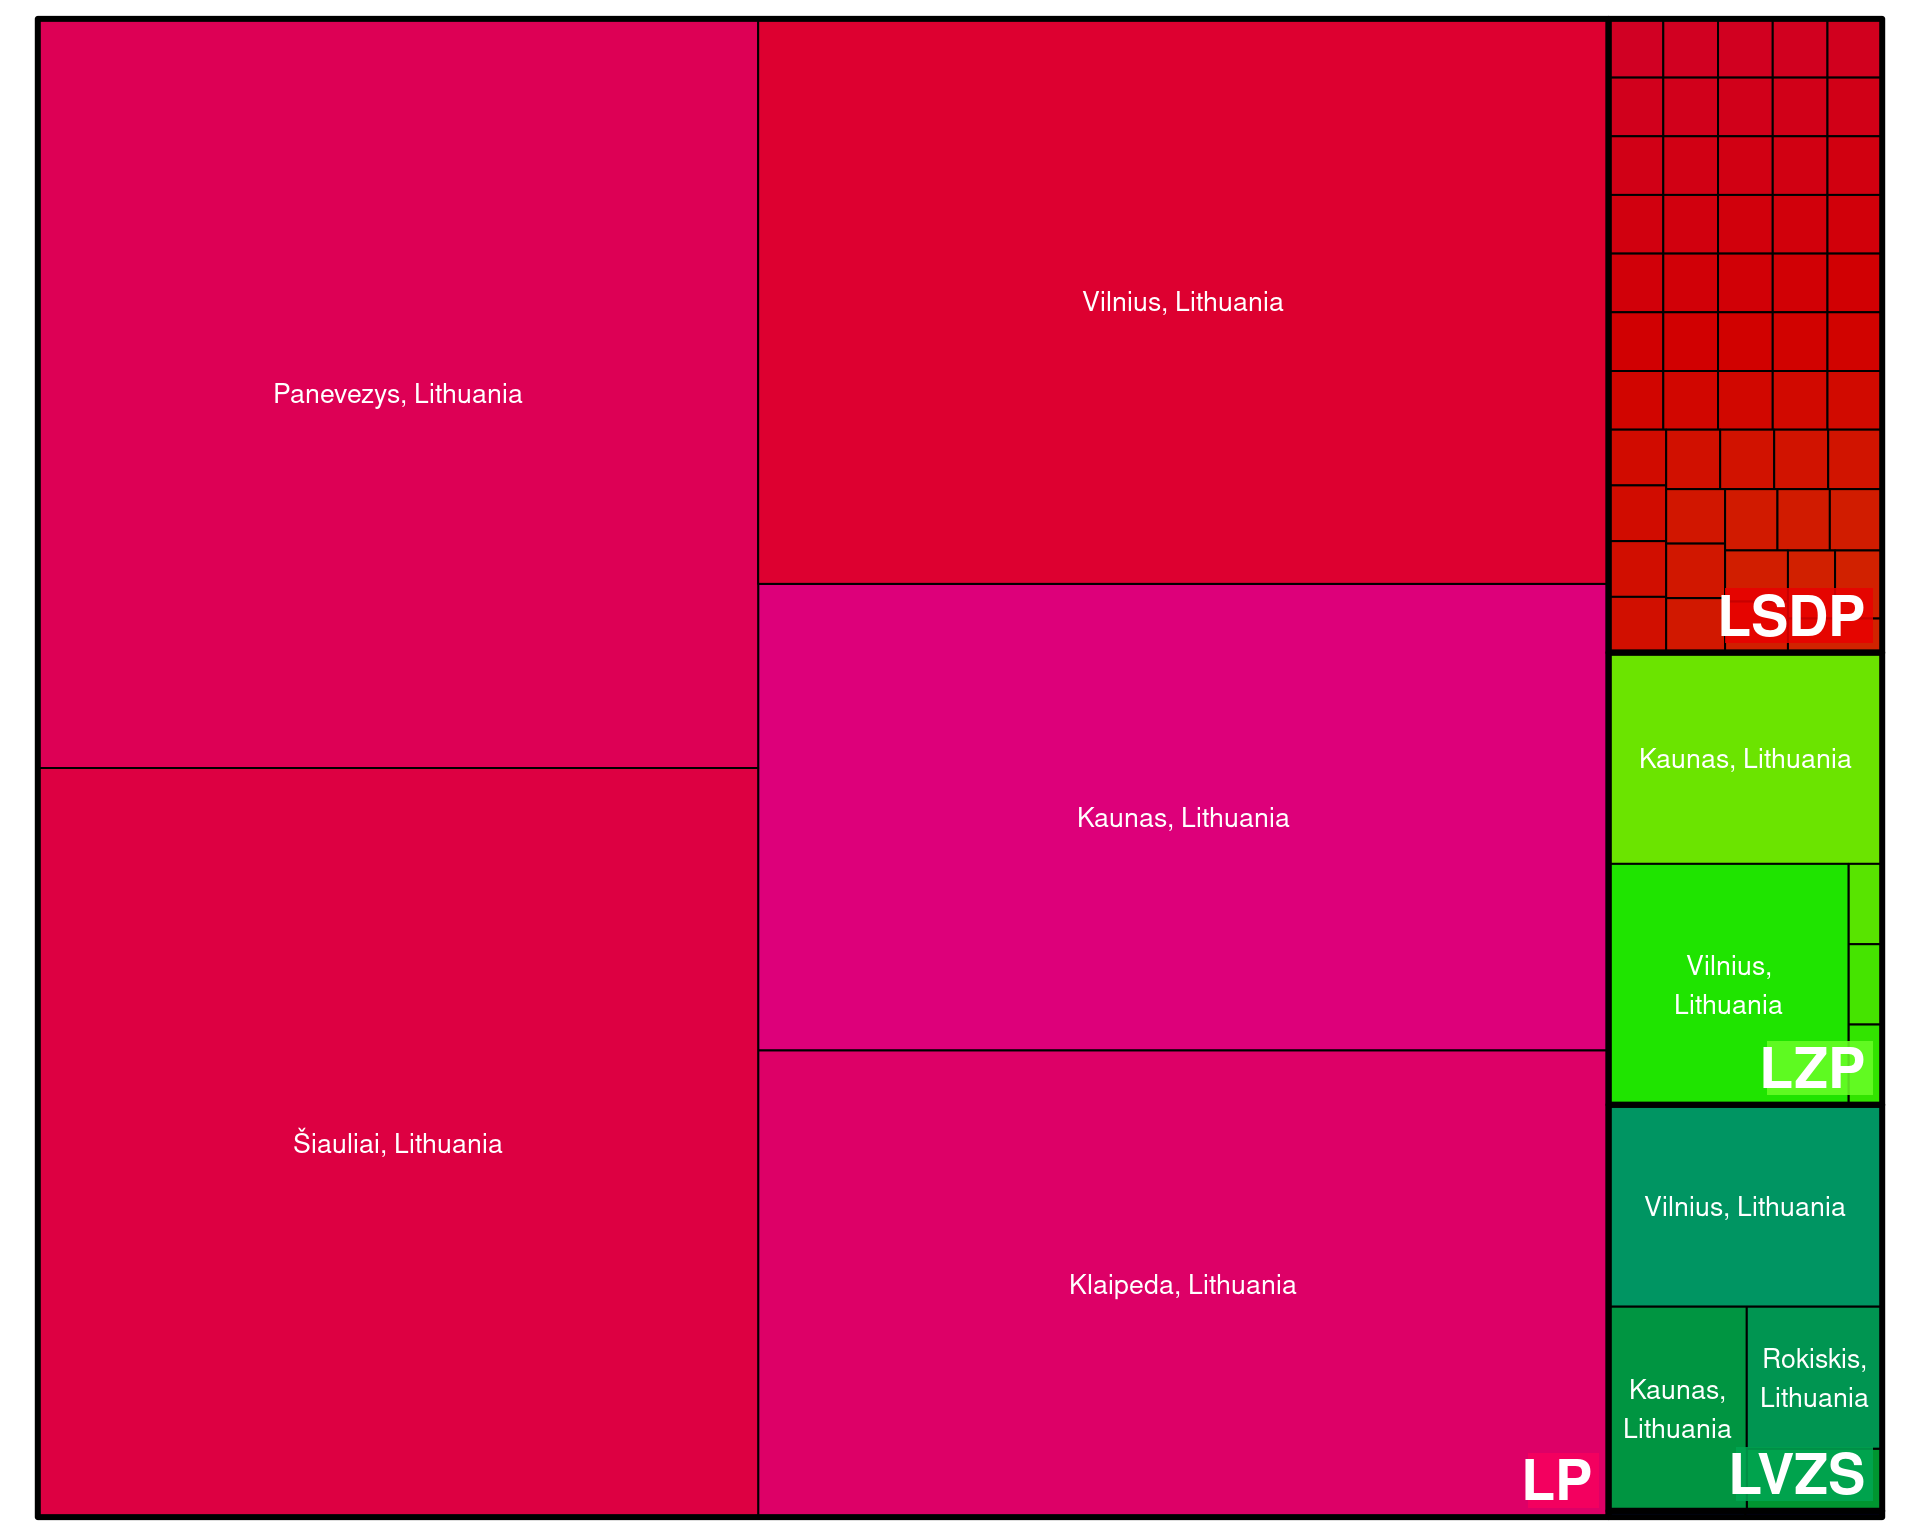 Panevezys, Lithuania
Šiauliai, Lithuania
Vilnius, Lithuania
Kaunas, Lithuania
Klaipeda, Lithuania
LP
LSDP
Kaunas, Lithuania
Vilnius,
Lithuania
LZP
Vilnius, Lithuania
Kaunas,
Lithuania
Rokiskis,
Lithuania
LVZS